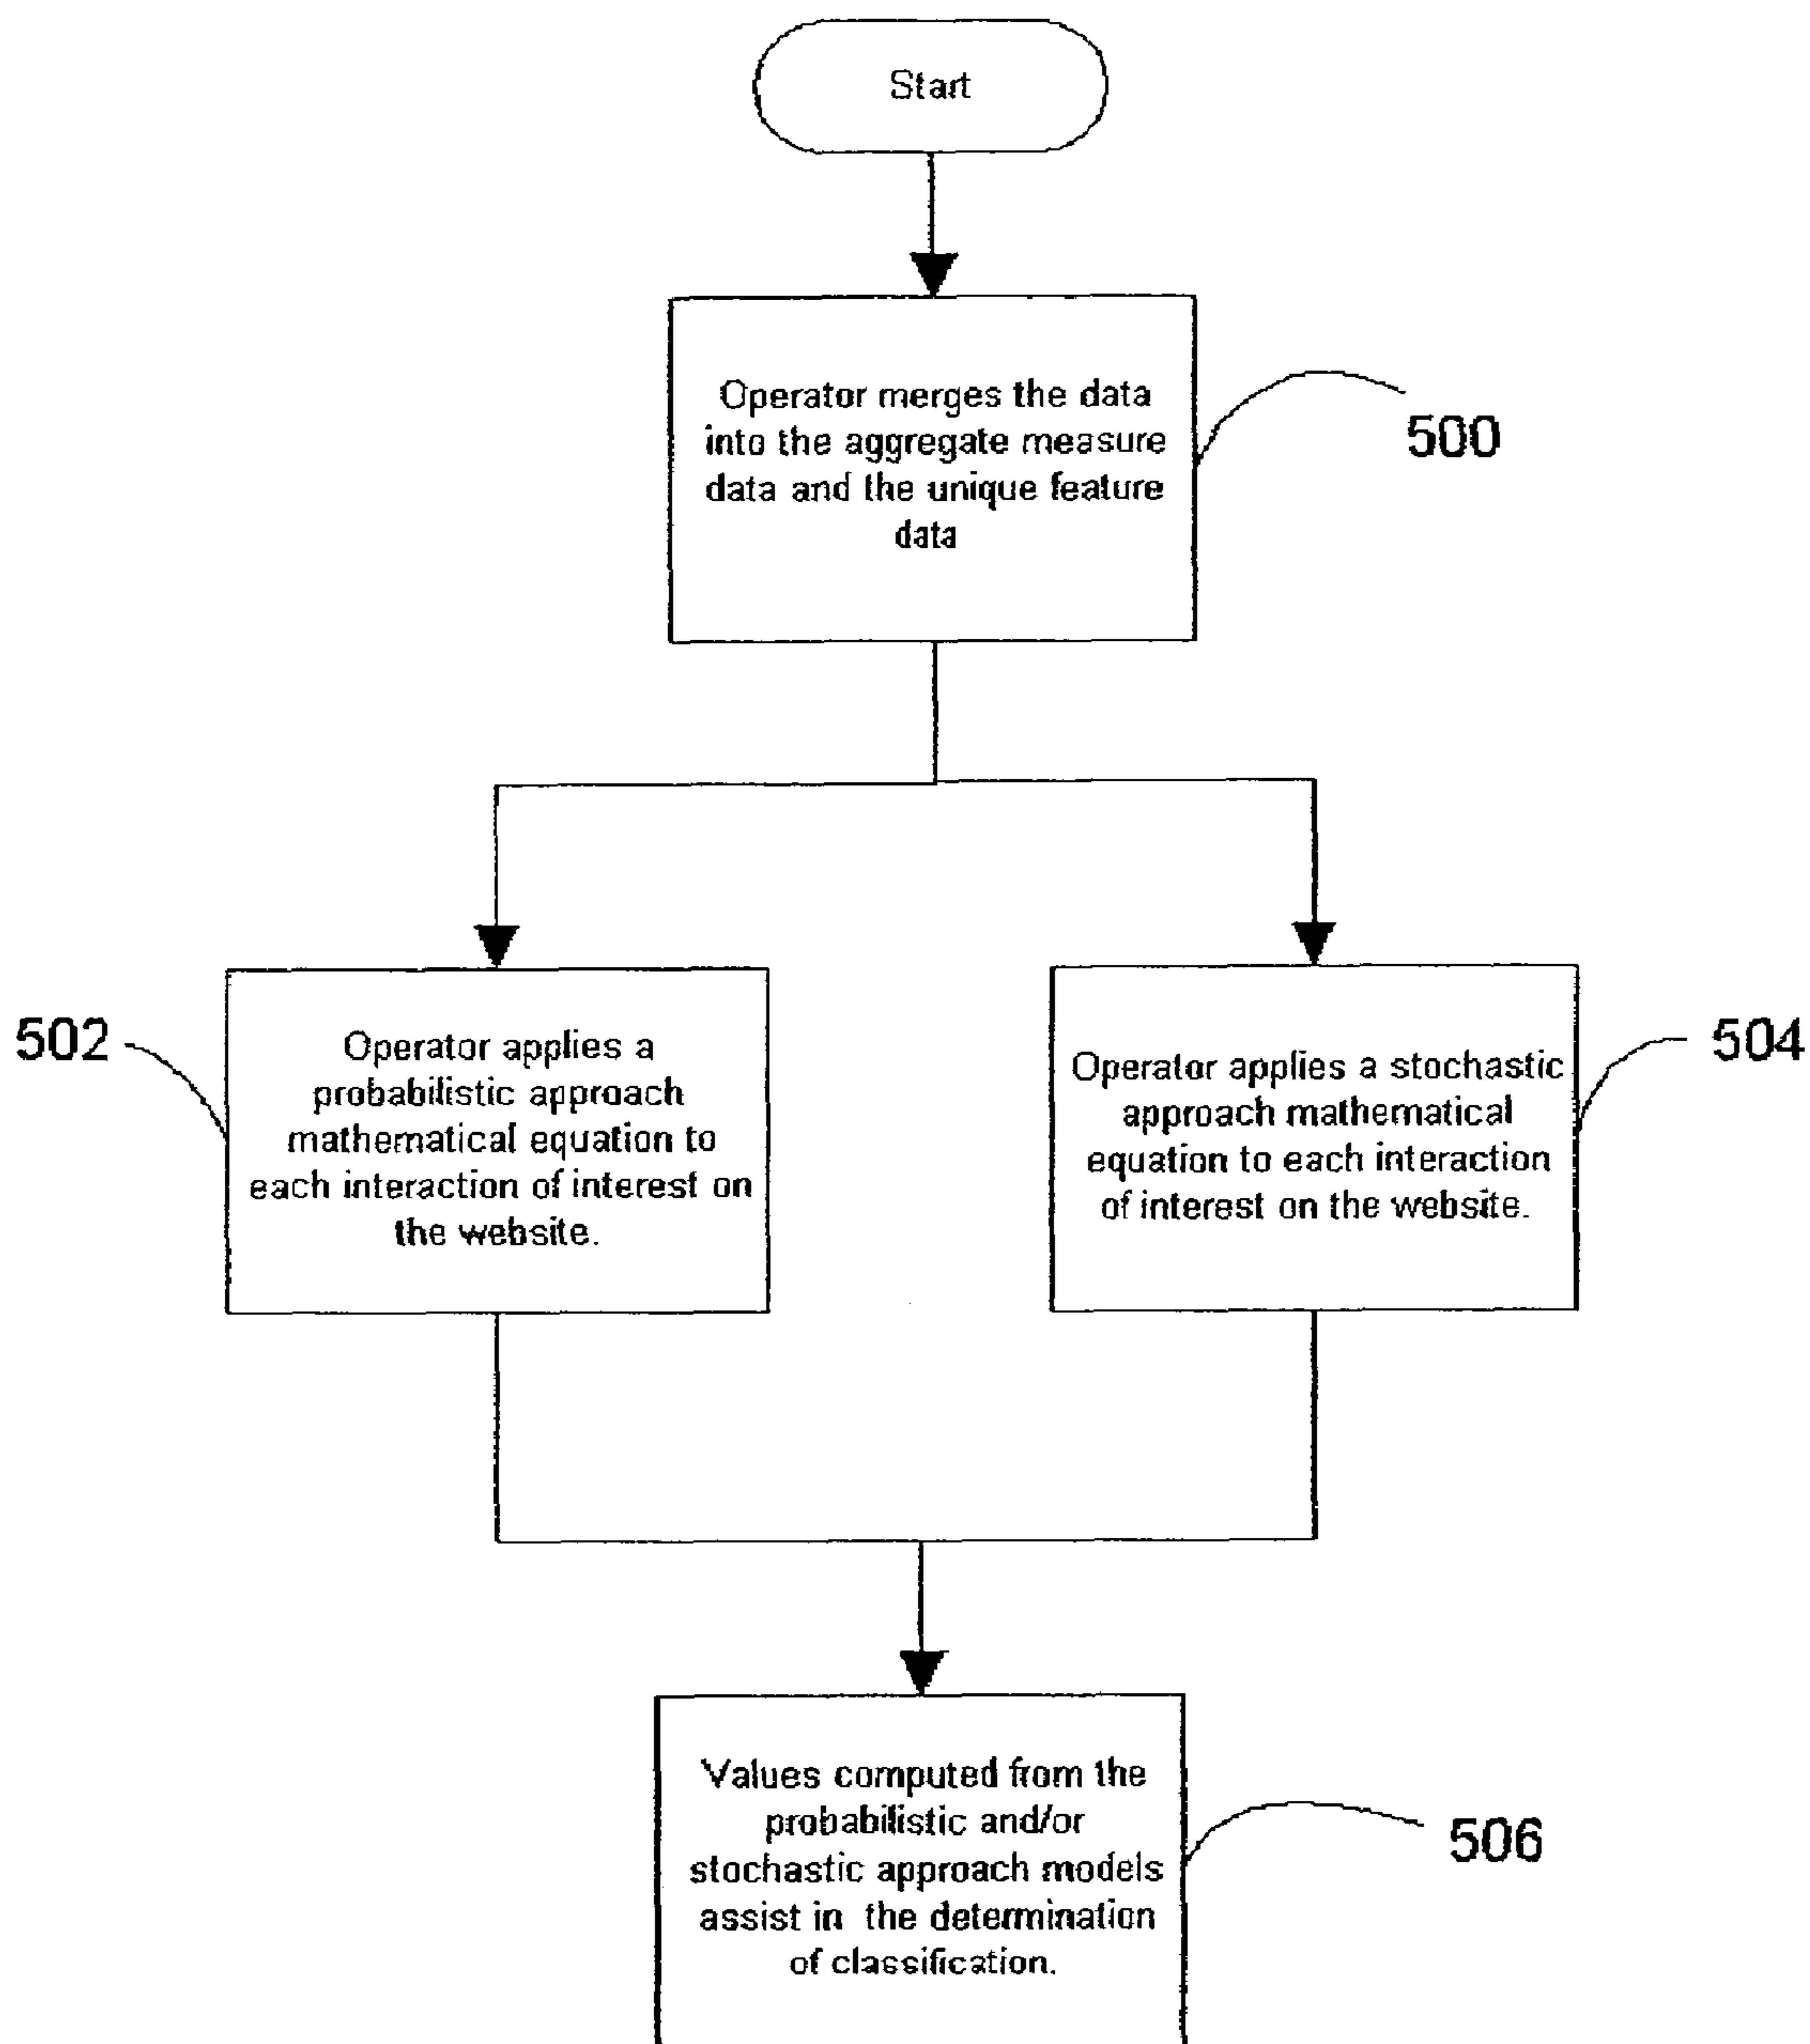 Start
Operator merges the data
into the aggregate measure
data and the unique feature
data
500
502
Operator applies a
probabilistic approach
mathematical equation to
each interaction of interest on
the website.
Operator applies a stochastic
approach mathematical
equation to each interaction
of interest on the website.
504
Values computed from the
probabilistic and/or
stochastic approach models
assist in the determination
of classification.
506